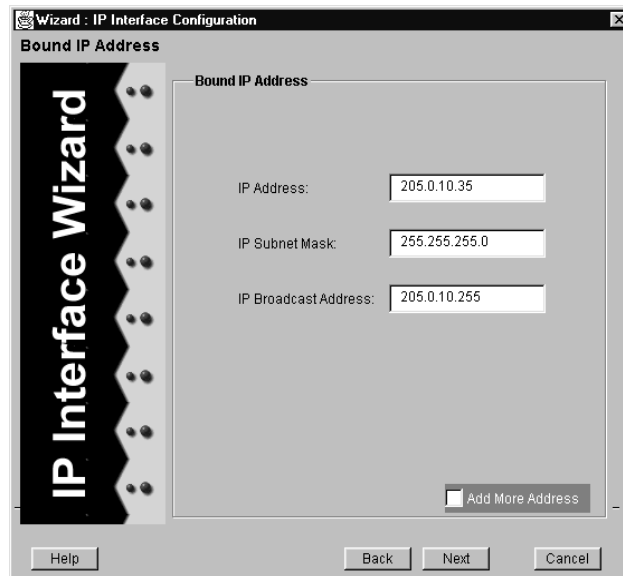 Wizard : IP Interface Configuration
Bound IP Address
IP Interface Wizard
Bound IP Address
IP Address: 205.0.10.35
IP Subnet Mask: 255.255.255.0
IP Broadcast Address: 205.0.10.255
Add More Address
Help Back Next Cancel